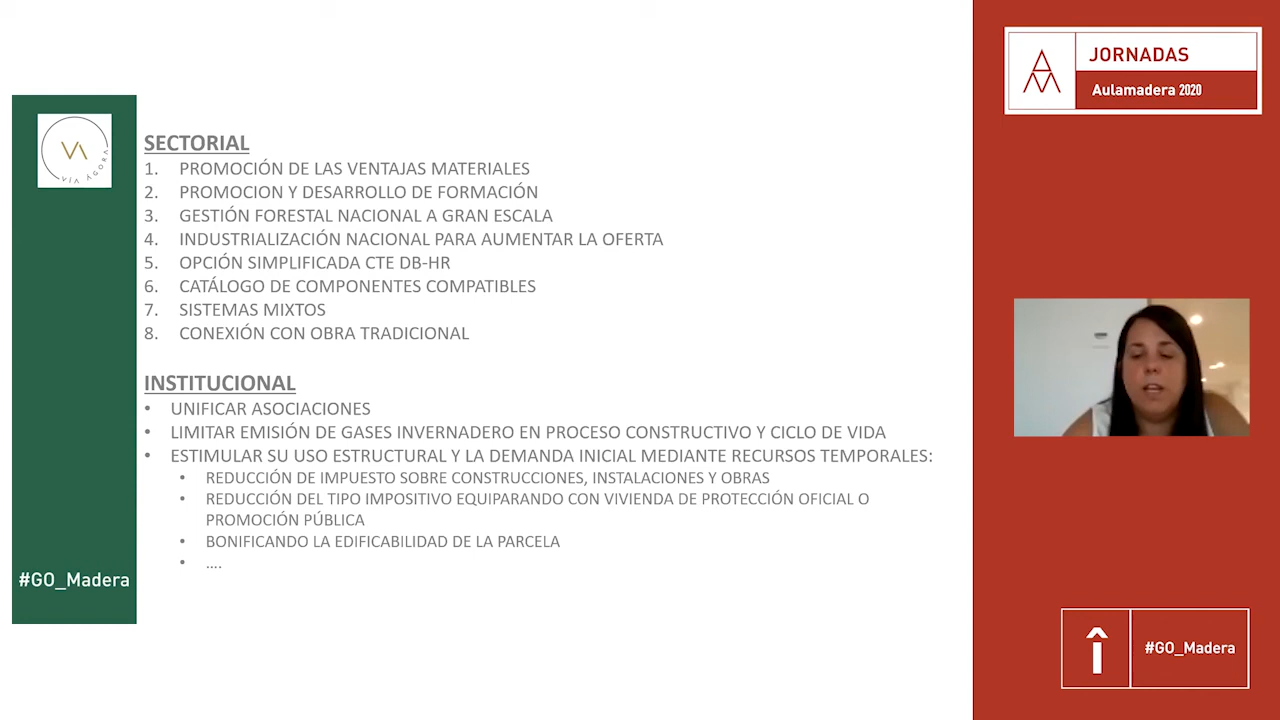 VIA ÁGORA
SECTORIAL
1. PROMOCIÓN DE LAS VENTAJAS MATERIALES
2. PROMOCION Y DESARROLLO DE FORMACIÓN
3. GESTIÓN FORESTAL NACIONAL A GRAN ESCALA
4. INDUSTRIALIZACIÓN NACIONAL PARA AUMENTAR LA OFERTA
5. OPCIÓN SIMPLIFICADA CTE DB-HR
6. CATÁLOGO DE COMPONENTES COMPATIBLES
7. SISTEMAS MIXTOS
8. CONEXIÓN CON OBRA TRADICIONAL
INSTITUCIONAL
• UNIFICAR ASOCIACIONES
• LIMITAR EMISIÓN DE GASES INVERNADERO EN PROCESO CONSTRUCTIVO Y CICLO DE VIDA
• ESTIMULAR SU USO ESTRUCTURAL Y LA DEMANDA INICIAL MEDIANTE RECURSOS TEMPORALES:
• REDUCCIÓN DE IMPUESTO SOBRE CONSTRUCCIONES, INSTALACIONES Y OBRAS
• REDUCCIÓN DEL TIPO IMPOSITIVO EQUIPARANDO CON VIVIENDA DE PROTECCIÓN OFICIAL O
PROMOCIÓN PÚBLICA
• BONIFICANDO LA EDIFICABILIDAD DE LA PARCELA
• ....
#GO_Madera
JORNADAS
Aulamadera 2020
#GO_Madera